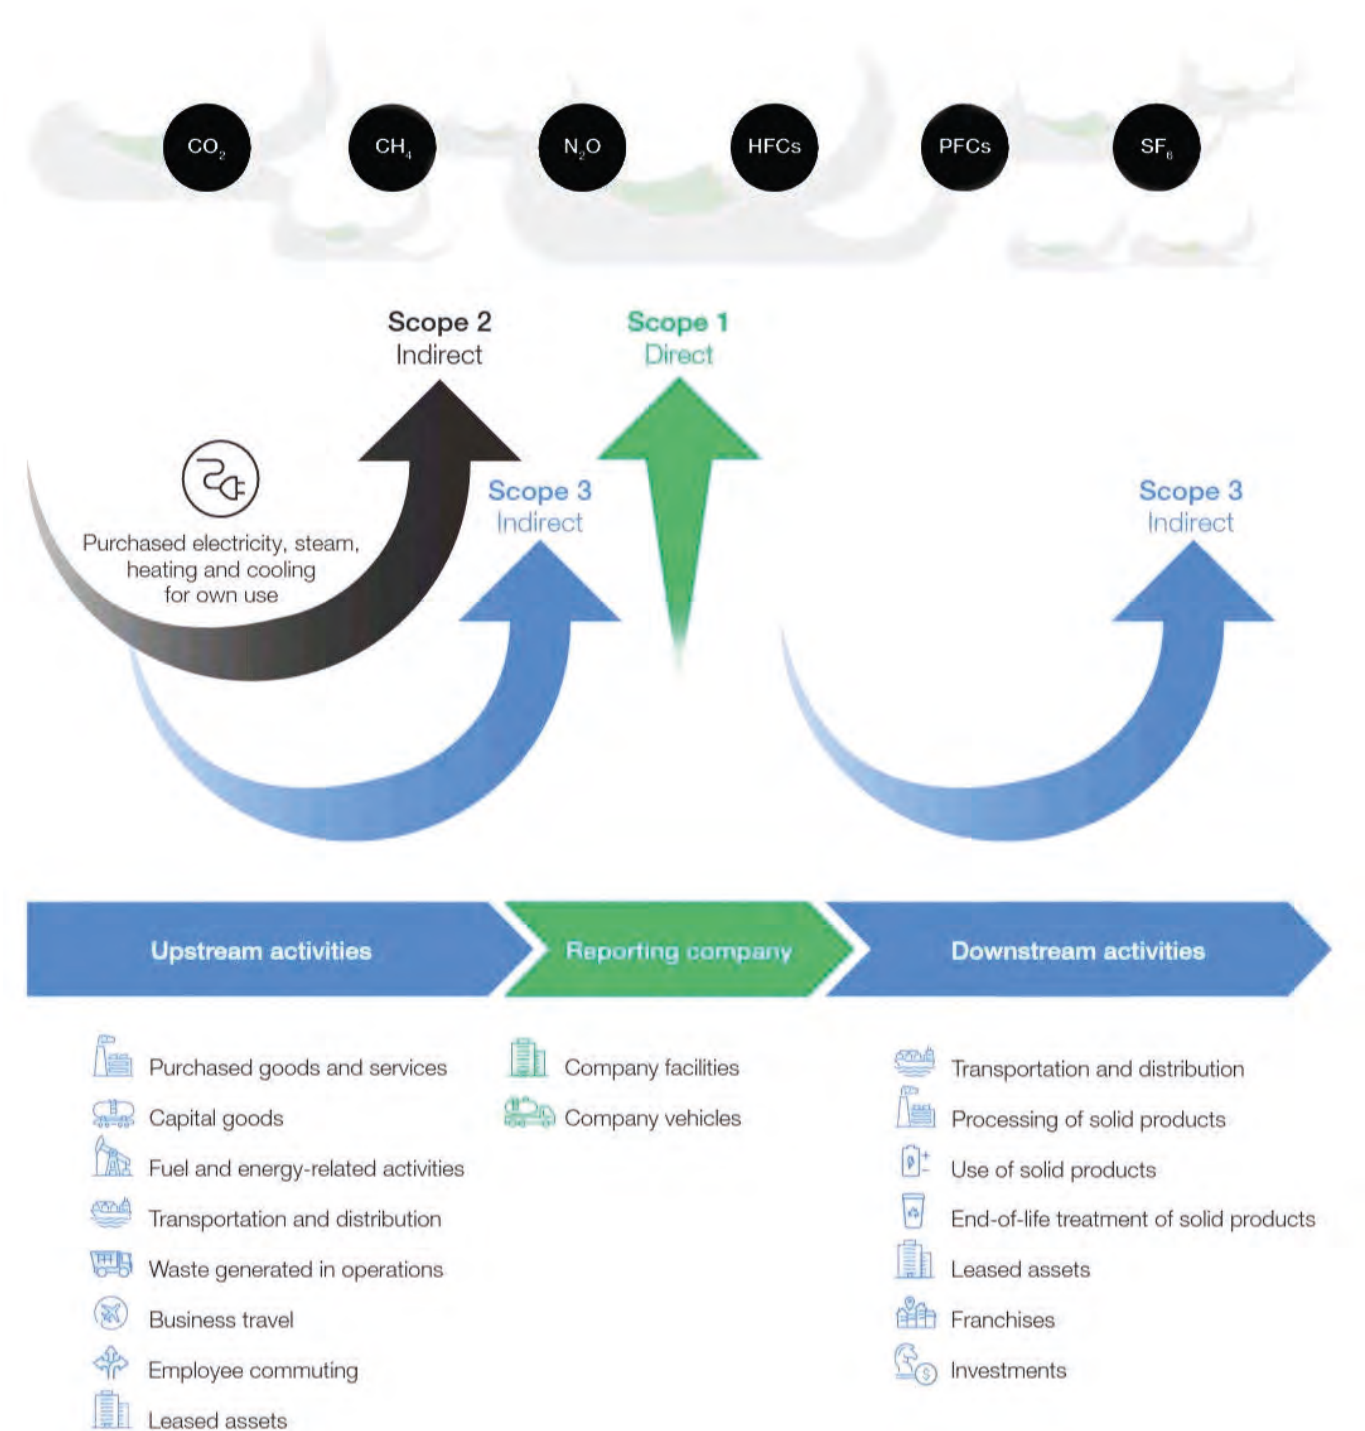 CO₂
CH₄
N₂O
HFCs
PFCs
SF₆
Scope 2
Indirect
Scope 1
Direct
Purchased electricity, steam,
heating and cooling
for own use
Scope 3
Indirect
Scope 3
Indirect
Upstream activities
Reporting company
Downstream activities
Purchased goods and services
Capital goods
Fuel and energy-related activities
Transportation and distribution
Waste generated in operations
Business travel
Employee commuting
Leased assets
Company facilities
Company vehicles
Transportation and distribution
Processing of solid products
Use of solid products
End-of-life treatment of solid products
Leased assets
Franchises
Investments